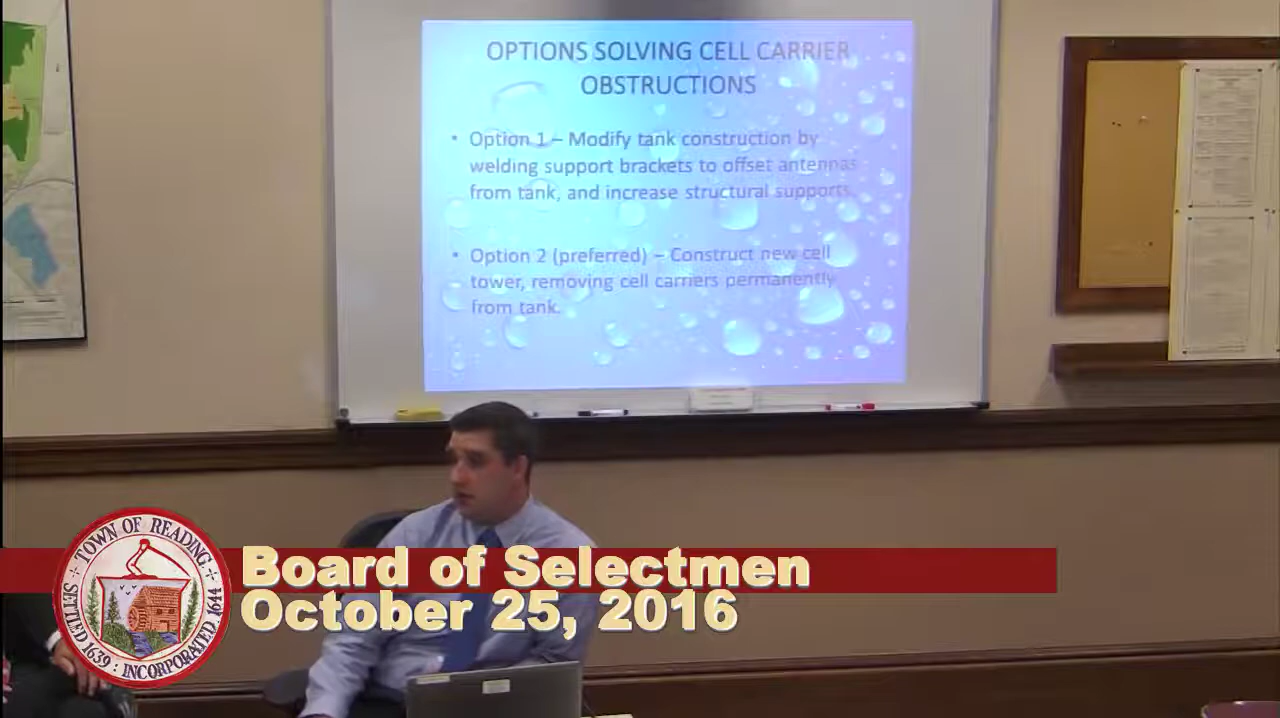 OPTIONS SOLVING CELL CARRIER
OBSTRUCTIONS
• Option 1 – Modify tank construction by
welding support brackets to offset antennas
from tank, and increase structural supports.
• Option 2 (preferred) – Construct new cell
tower, removing cell carriers permanently
from tank.
TOWN OF READING
SETTLED 1639 : INCORPORATED 1644
Board of Selectmen
October 25, 2016